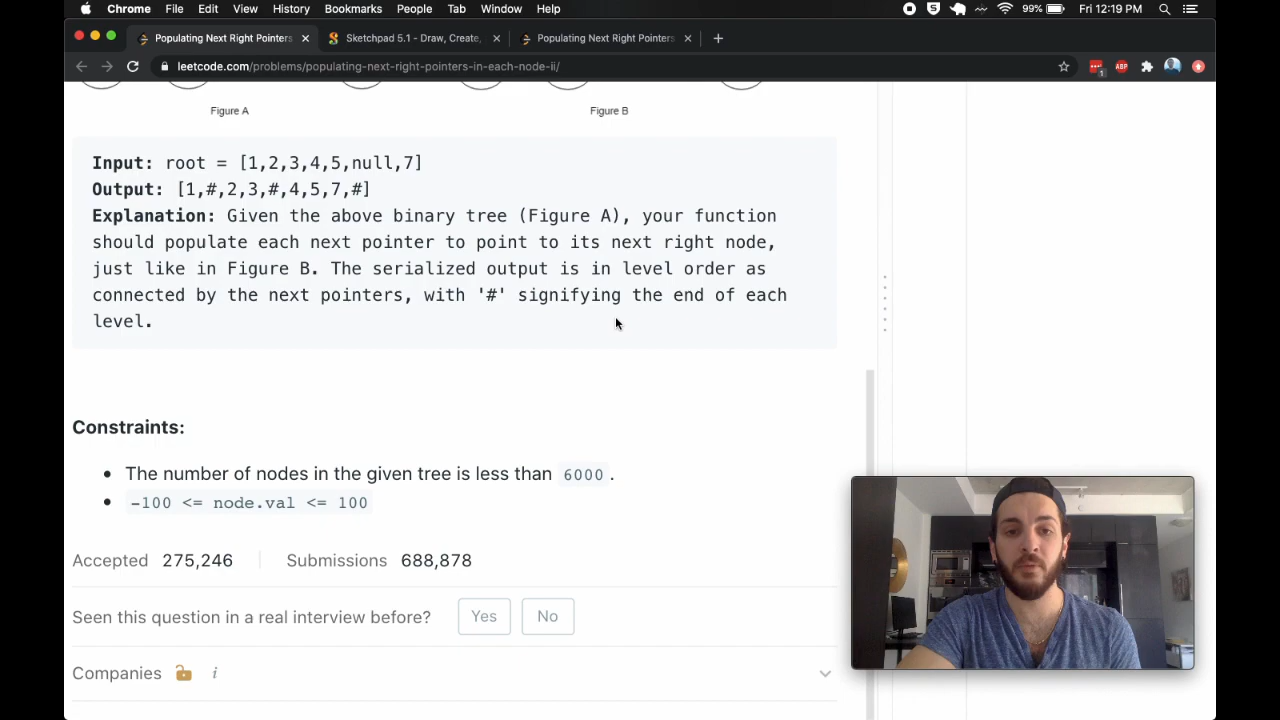 Chrome File Edit View History Bookmarks People Tab Window Help 99% Fri 12:19 PM
Populating Next Right Pointers Sketchpad 5.1 - Draw, Create, Populating Next Right Pointers
leetcode.com/problems/populating-next-right-pointers-in-each-node-ii/ 1 ABP
Figure A Figure B
Input: root = [1,2,3,4,5,null,7]
Output: [1,#,2,3,#,4,5,7,#]
Explanation: Given the above binary tree (Figure A), your function
should populate each next pointer to point to its next right node,
just like in Figure B. The serialized output is in level order as
connected by the next pointers, with '#' signifying the end of each
level.
Constraints:
• The number of nodes in the given tree is less than 6000 .
• -100 <= node.val <= 100
Accepted 275,246 Submissions 688,878
Seen this question in a real interview before? Yes No
Companies i